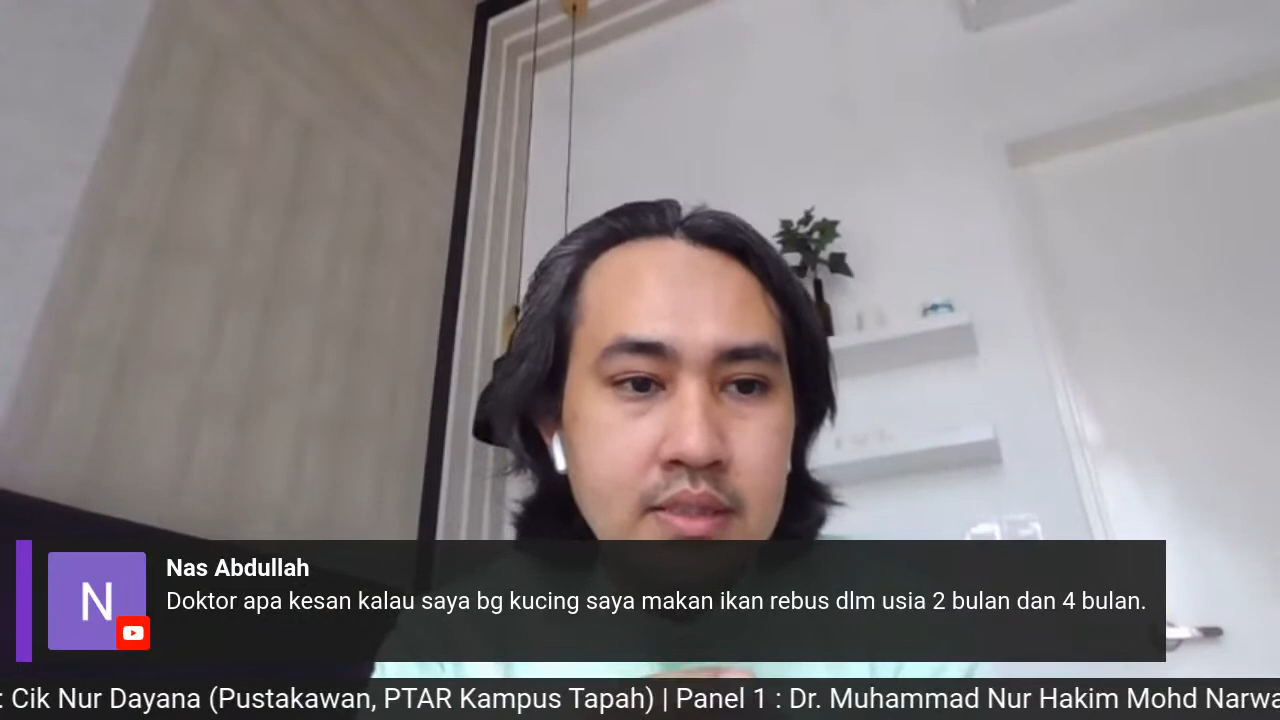 N
Nas Abdullah
Doktor apa kesan kalau saya bg kucing saya makan ikan rebus dlm usia 2 bulan dan 4 bulan.
: Cik Nur Dayana (Pustakawan, PTAR Kampus Tapah) | Panel 1 : Dr. Muhammad Nur Hakim Mohd Narwa